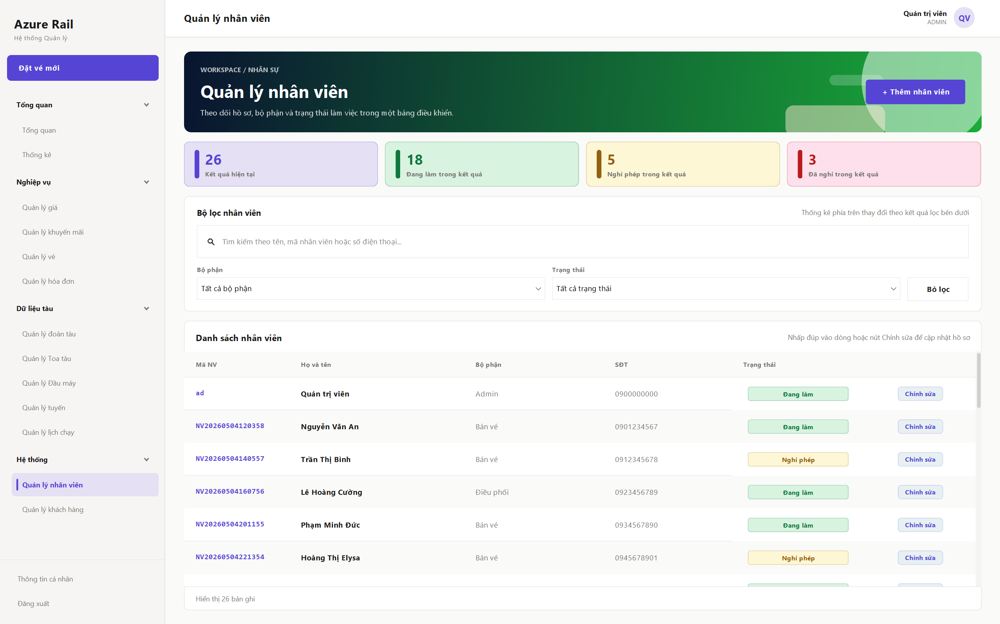 Azure Rail
Hệ thống Quản lý
Đặt vé mới
Tổng quan
Tổng quan
Thống kê
Nghiệp vụ
Quản lý giá
Quản lý khuyến mãi
Quản lý vé
Quản lý hóa đơn
Dữ liệu tàu
Quản lý đoàn tàu
Quản lý Toa tàu
Quản lý Đầu máy
Quản lý tuyến
Quản lý lịch chạy
Hệ thống
Quản lý nhân viên
Quản lý khách hàng
Thông tin cá nhân
Đăng xuất
Quản lý nhân viên
Quản trị viên
ADMIN
QV
WORKSPACE / NHÂN SỰ
Quản lý nhân viên
Theo dõi hồ sơ, bộ phận và trạng thái làm việc trong một bảng điều khiển.
+ Thêm nhân viên
26
Kết quả hiện tại
18
Đang làm trong kết quả
5
Nghỉ phép trong kết quả
3
Đã nghỉ trong kết quả
Bộ lọc nhân viên
Thống kê phía trên thay đổi theo kết quả lọc bên dưới
Tìm kiếm theo tên, mã nhân viên hoặc số điện thoại...
Bộ phận
Trạng thái
Tất cả bộ phận
Tất cả trạng thái
Bỏ lọc
Danh sách nhân viên
Nhấp đúp vào dòng hoặc nút Chỉnh sửa để cập nhật hồ sơ
Mã NV Họ và tên Bộ phận SĐT Trạng thái
ad Quản trị viên Admin 0900000000 Đang làm Chỉnh sửa
NV20260504120358 Nguyễn Văn An Bán vé 0901234567 Đang làm Chỉnh sửa
NV20260504140557 Trần Thị Bình Bán vé 0912345678 Nghỉ phép Chỉnh sửa
NV20260504160756 Lê Hoàng Cường Điều phối 0923456789 Đang làm Chỉnh sửa
NV20260504201155 Phạm Minh Đức Bán vé 0934567890 Đang làm Chỉnh sửa
NV20260504221354 Hoàng Thị Elysa Bán vé 0945678901 Nghỉ phép Chỉnh sửa
Hiển thị 26 bản ghi